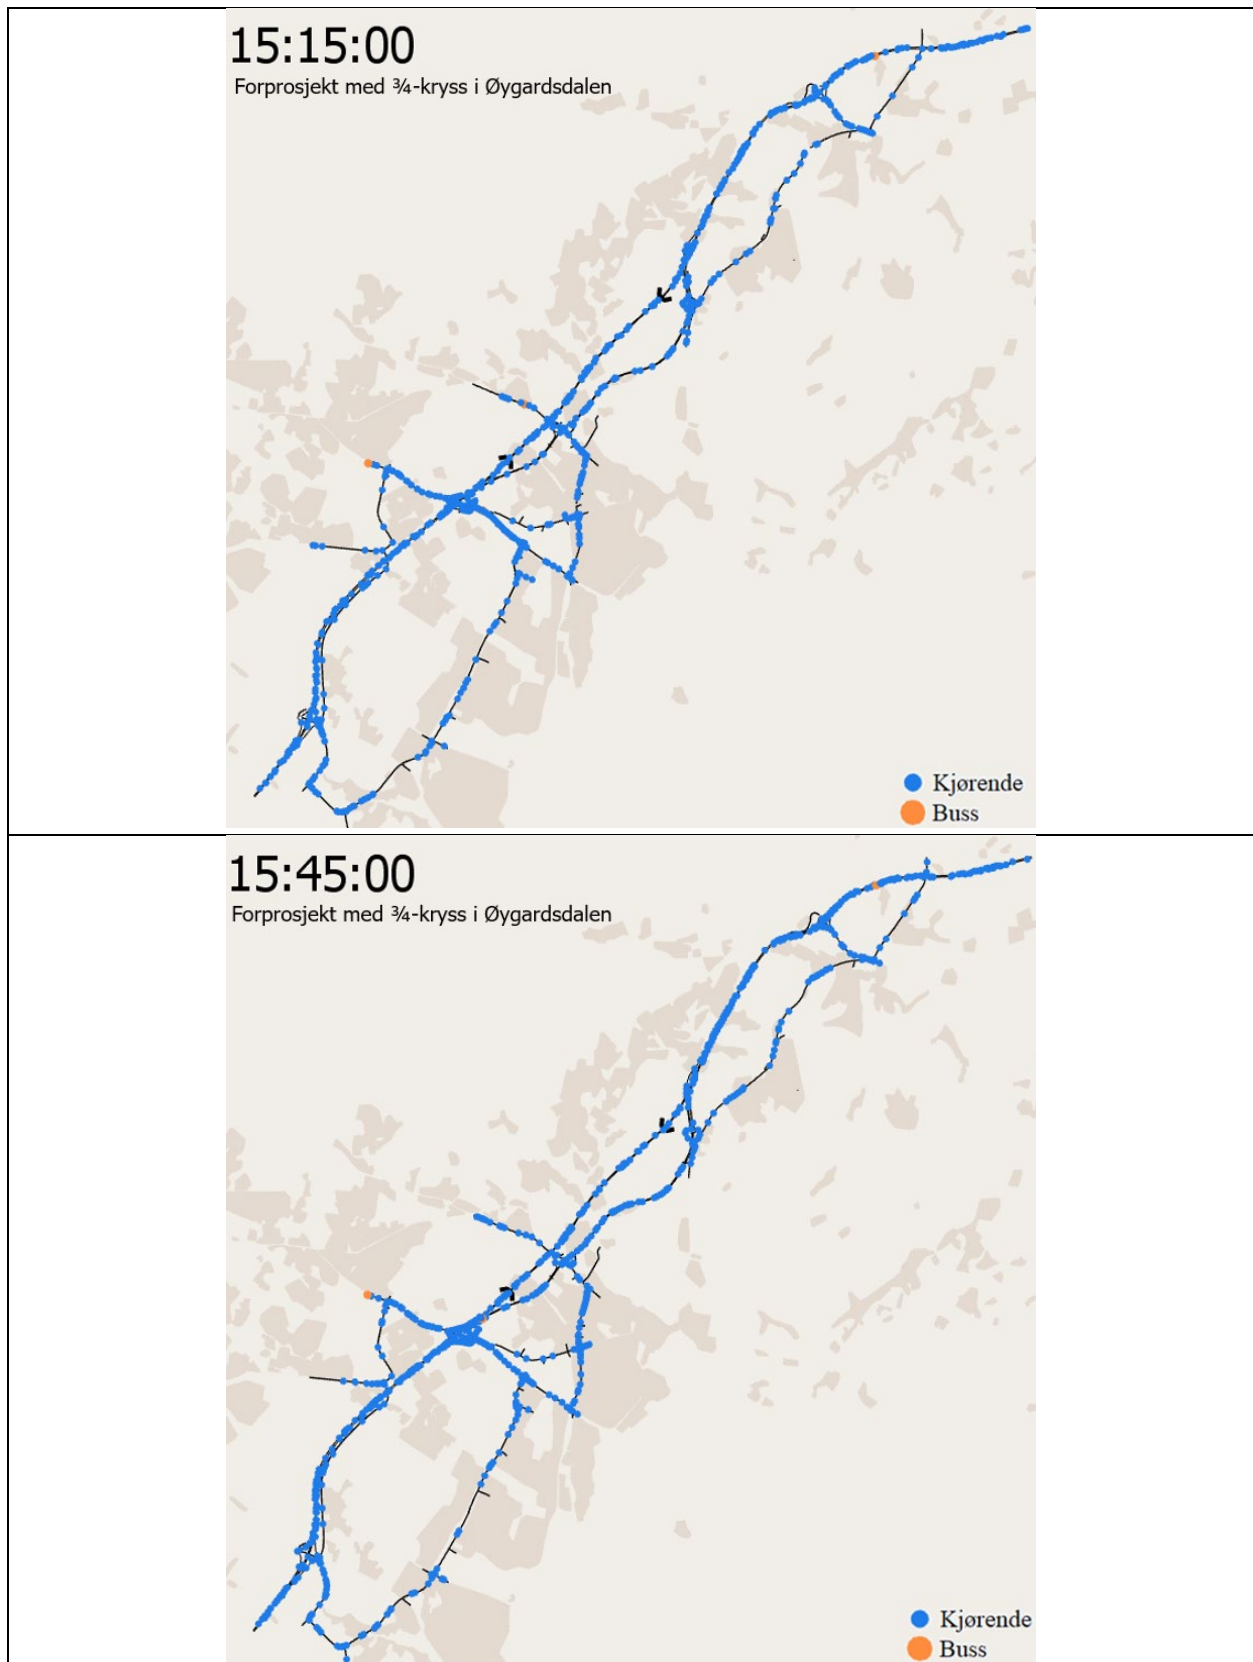 15:15:00
Forprosjekt med ¾-kryss i Øygardsdalen
Kjørende
Buss
15:45:00
Forprosjekt med ¾-kryss i Øygardsdalen
Kjørende
Buss